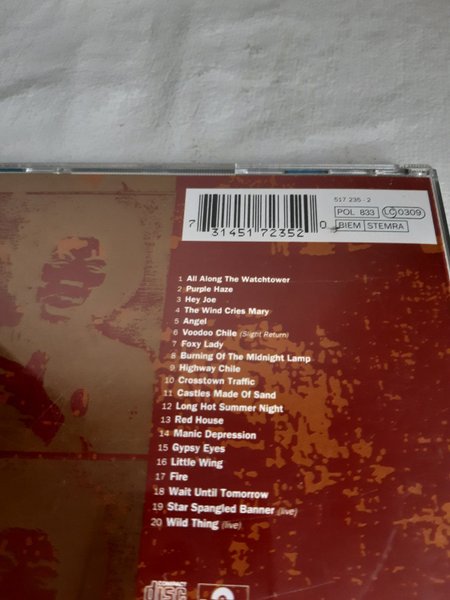 517 235-2
POL 833 LC 0309
BIEM STEMRA
7 31451 72352 0
1 All Along The Watchtower
2 Purple Haze
3 Hey Joe
4 The Wind Cries Mary
5 Angel
6 Voodoo Chile (Slight Return)
7 Foxy Lady
8 Burning Of The Midnight Lamp
9 Highway Chile
10 Crosstown Traffic
11 Castles Made Of Sand
12 Long Hot Summer Night
13 Red House
14 Manic Depression
15 Gypsy Eyes
16 Little Wing
17 Fire
18 Wait Until Tomorrow
19 Star Spangled Banner (live)
20 Wild Thing (live)
COMPACT
disc